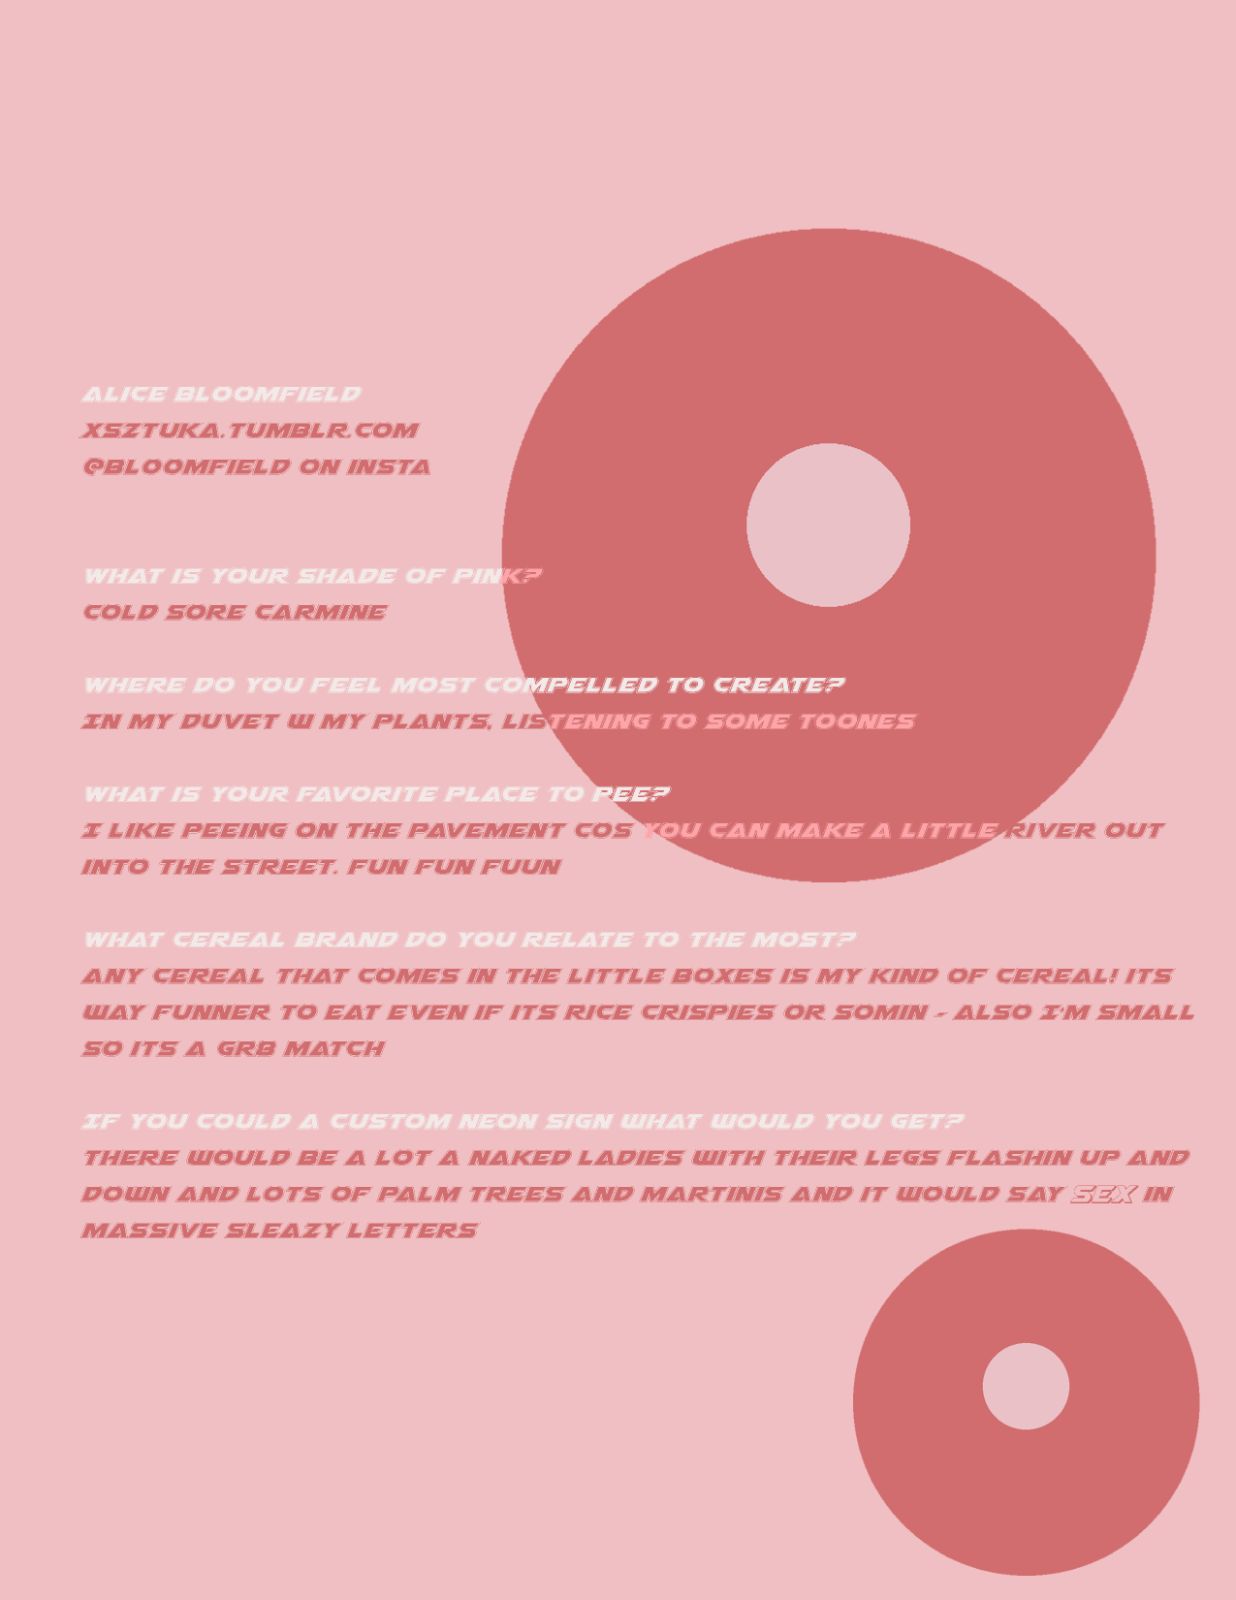 ALICE BLOOMFIELD
XSZTUKA.TUMBLR.COM
@BLOOMFIELD ON INSTA
WHAT IS YOUR SHADE OF PINK?
COLD SORE CARMINE
WHERE DO YOU FEEL MOST COMPELLED TO CREATE?
IN MY DUVET W MY PLANTS, LISTENING TO SOME TOONES
WHAT IS YOUR FAVORITE PLACE TO PEE?
I LIKE PEEING ON THE PAVEMENT COS YOU CAN MAKE A LITTLE RIVER OUT
INTO THE STREET. FUN FUN FUUN
WHAT CEREAL BRAND DO YOU RELATE TO THE MOST?
ANY CEREAL THAT COMES IN THE LITTLE BOXES IS MY KIND OF CEREAL! ITS
WAY FUNNER TO EAT EVEN IF ITS RICE CRISPIES OR SOMIN - ALSO I'M SMALL
SO ITS A GR8 MATCH
IF YOU COULD A CUSTOM NEON SIGN WHAT WOULD YOU GET?
THERE WOULD BE A LOT A NAKED LADIES WITH THEIR LEGS FLASHIN UP AND
DOWN AND LOTS OF PALM TREES AND MARTINIS AND IT WOULD SAY SEX IN
MASSIVE SLEAZY LETTERS